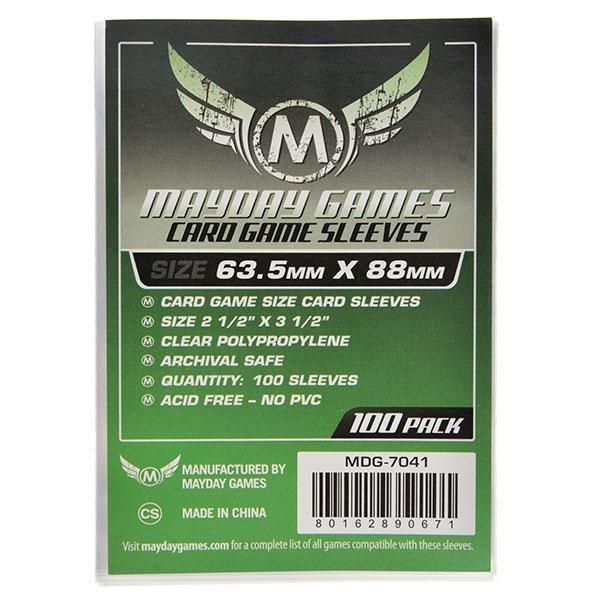 M
MAYDAY GAMES
CARD GAME SLEEVES
SIZE 63.5MM X 88MM
M CARD GAME SIZE CARD SLEEVES
M SIZE 2 1/2" X 3 1/2"
M CLEAR POLYPROPYLENE
M ARCHIVAL SAFE
M QUANTITY: 100 SLEEVES
M ACID FREE – NO PVC
100 PACK
M
MANUFACTURED BY
MAYDAY GAMES
CS
MADE IN CHINA
MDG-7041
80162890671
Visit maydaygames.com for a complete list of all games compatible with these sleeves.